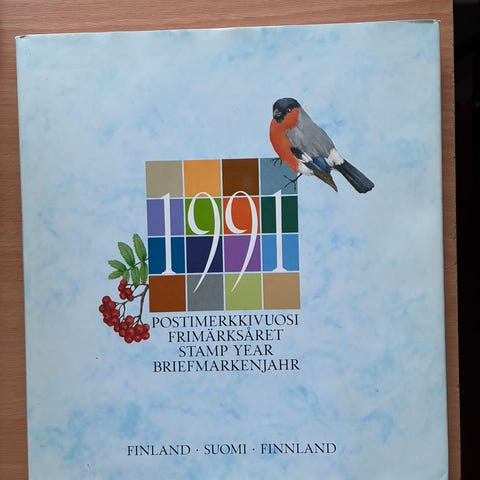 1991
POSTIMERKKIVUOSI
FRIMÄRKSÅRET
STAMP YEAR
BRIEFMARKENJAHR
FINLAND · SUOMI · FINNLAND